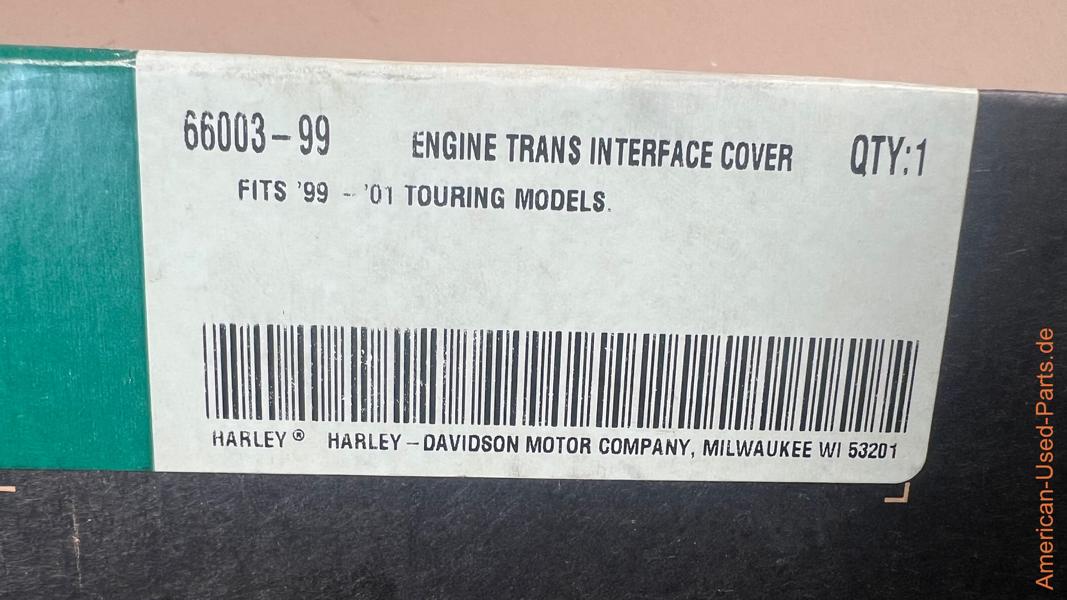 66003-99 ENGINE TRANS INTERFACE COVER QTY:1
FITS '99 - '01 TOURING MODELS.
HARLEY® HARLEY-DAVIDSON MOTOR COMPANY, MILWAUKEE WI 53201
American-Used-Parts.de